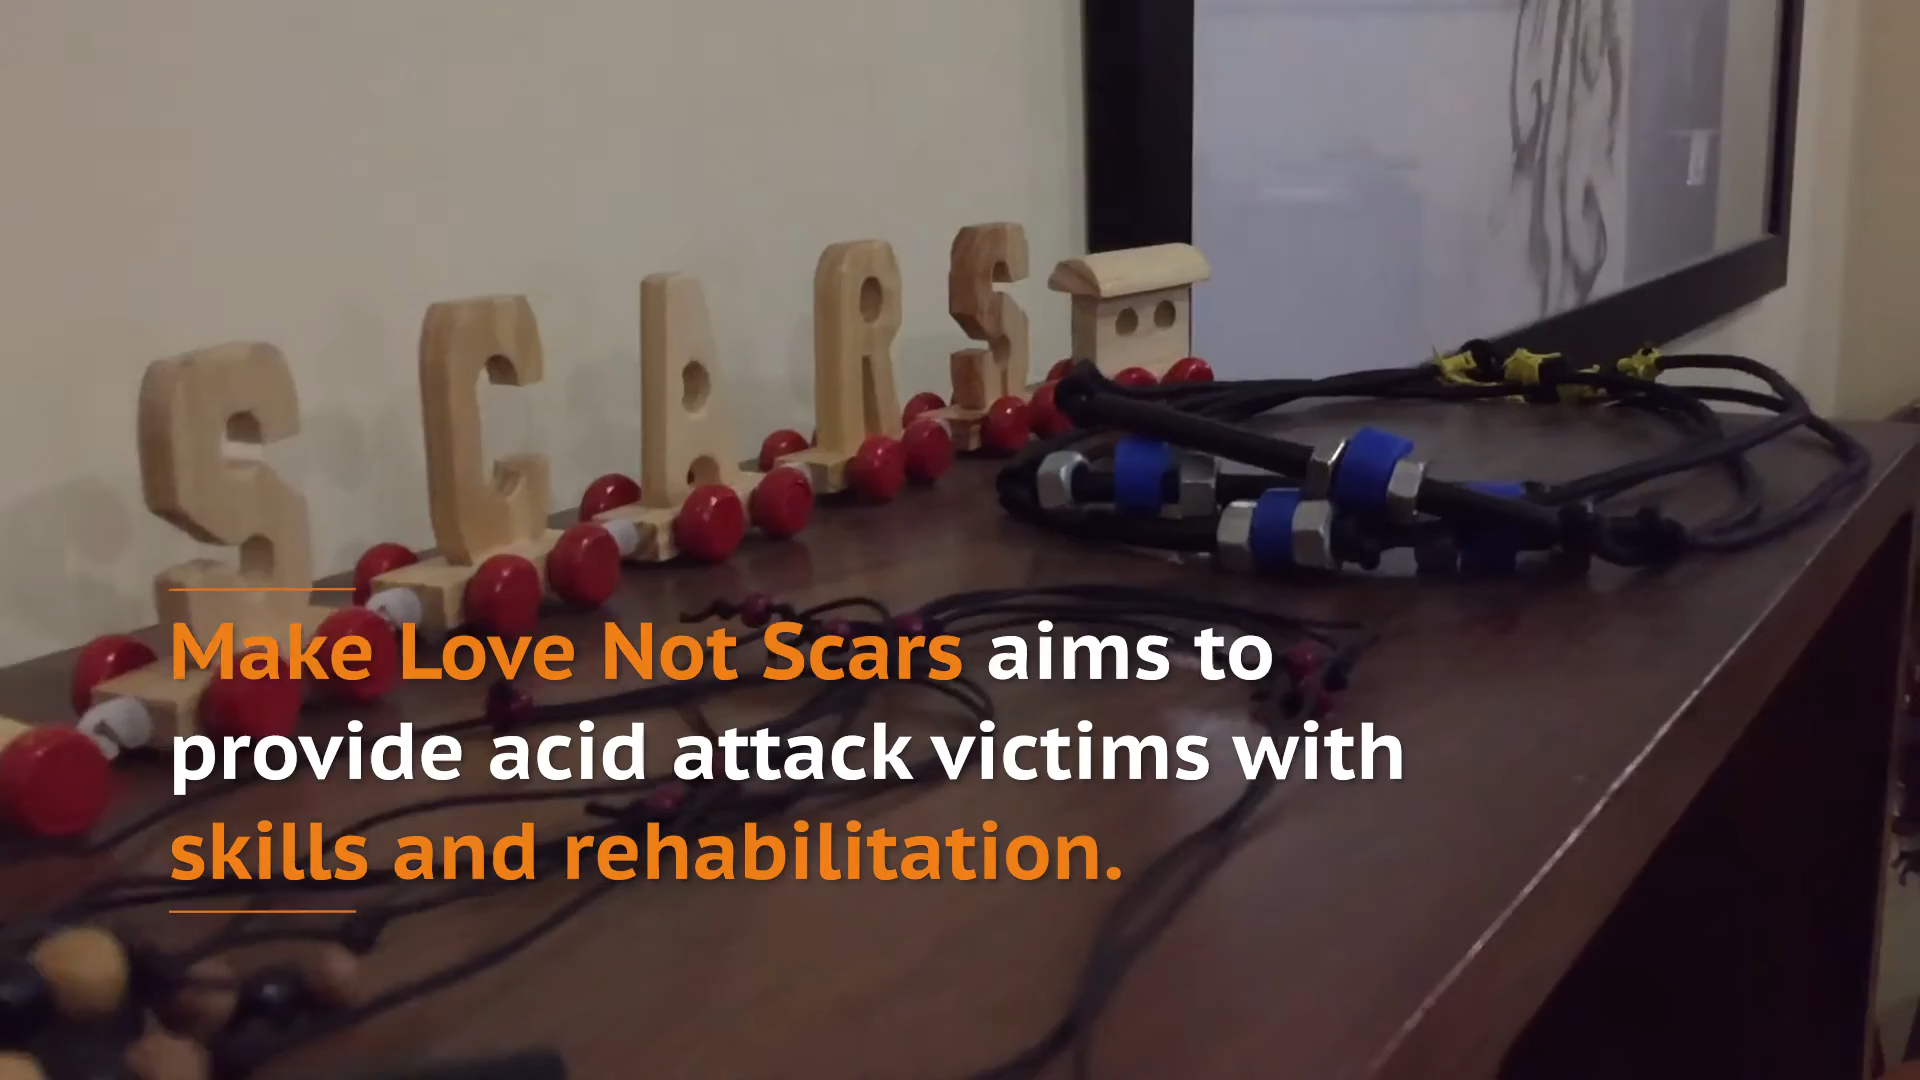 SCARS
Make Love Not Scars aims to
provide acid attack victims with
skills and rehabilitation.